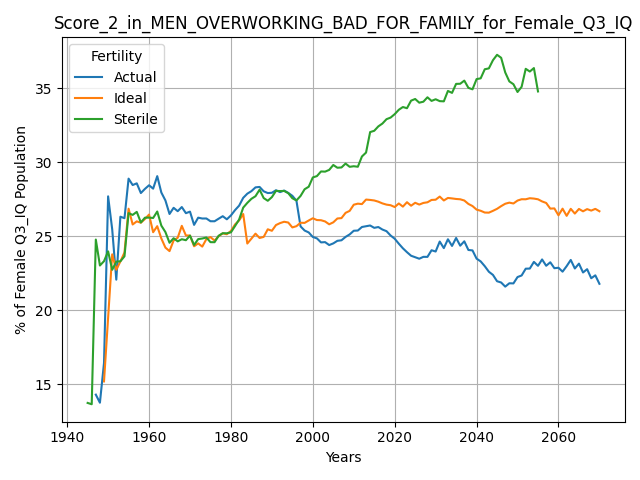 Score_2_in_MEN_OVERWORKING_BAD_FOR_FAMILY_for_Female_Q3_IQ
Fertility
Actual
Ideal
Sterile
% of Female Q3_IQ Population
35
30
25
20
15
1940
1960
1980
2000
2020
2040
2060
Years